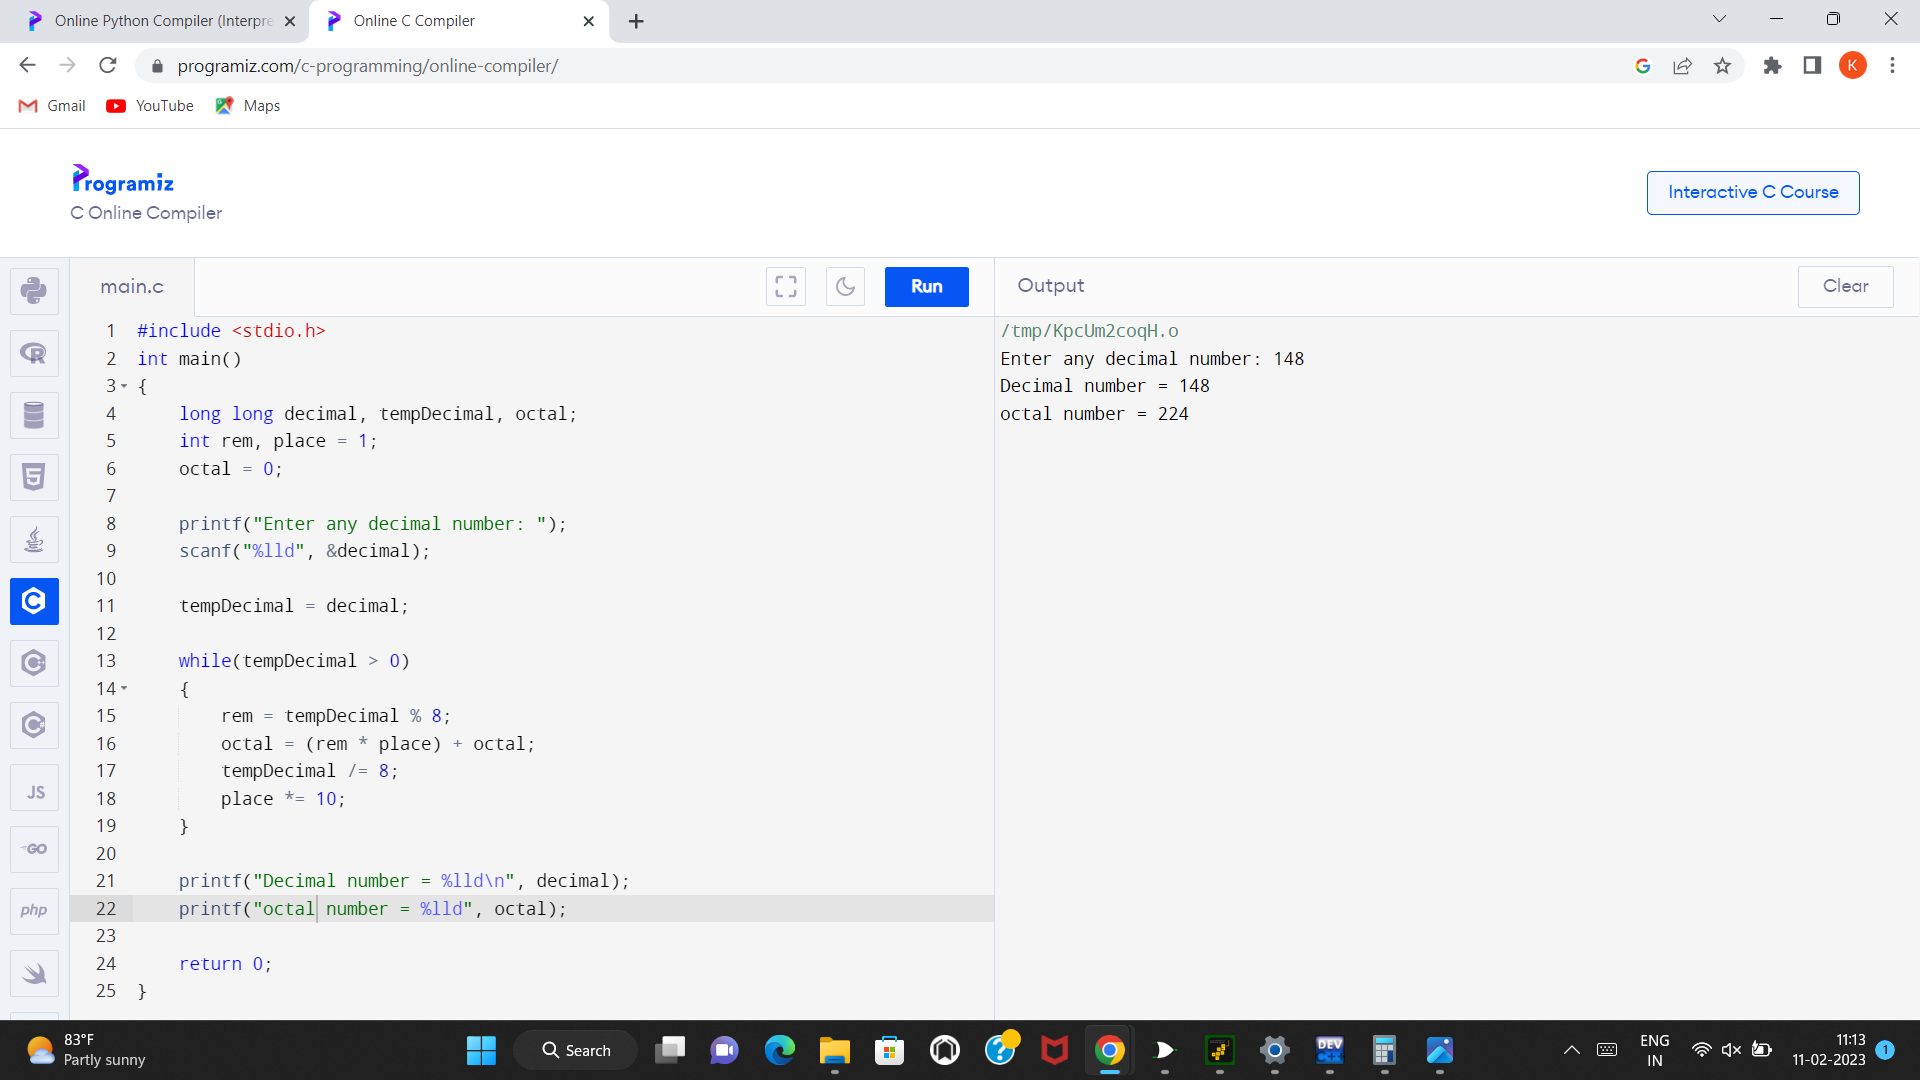 Online Python Compiler (Interpre
Online C Compiler
programiz.com/c-programming/online-compiler/
K
Gmail
YouTube
Maps
Programiz
C Online Compiler
Interactive C Course
main.c
Run
Output
Clear
1 #include <stdio.h>
2 int main()
3 {
4 long long decimal, tempDecimal, octal;
5 int rem, place = 1;
6 octal = 0;
7
8 printf("Enter any decimal number: ");
9 scanf("%lld", &decimal);
10
11 tempDecimal = decimal;
12
13 while(tempDecimal > 0)
14 {
15 rem = tempDecimal % 8;
16 octal = (rem * place) + octal;
17 tempDecimal /= 8;
18 place *= 10;
19 }
20
21 printf("Decimal number = %lld\n", decimal);
22 printf("octal number = %lld", octal);
23
24 return 0;
25 }
/tmp/KpcUm2coqH.o
Enter any decimal number: 148
Decimal number = 148
octal number = 224
JS
GO
php
83°F
Partly sunny
Search
DEV
C++
ENG
IN
11:13
11-02-2023
1